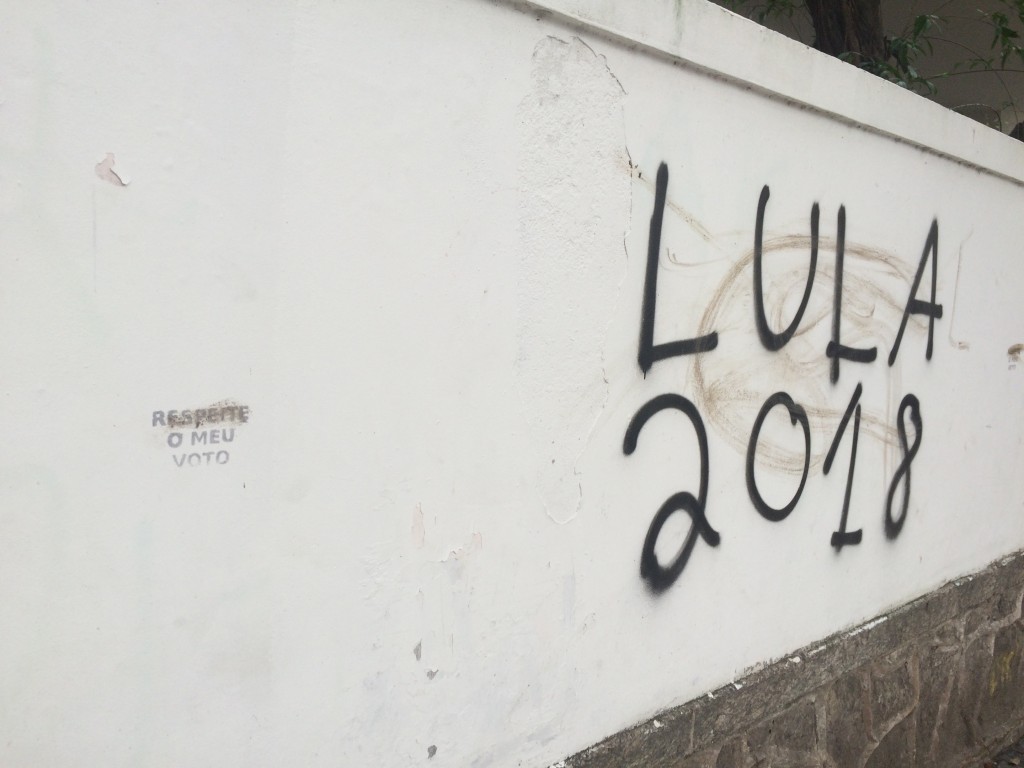 RESPEITE
O MEU
VOTO
LULA
2018